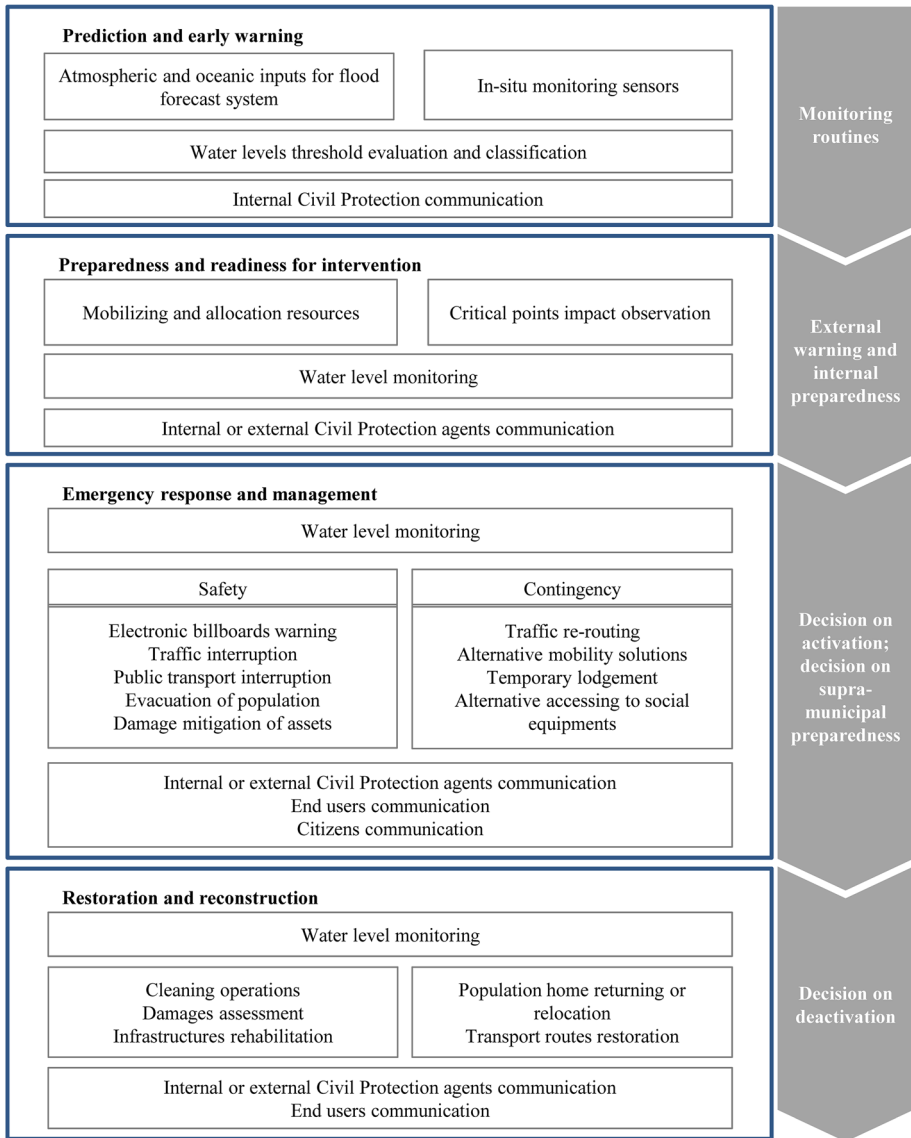 Prediction and early warning
Atmospheric and oceanic inputs for flood
forecast system
In-situ monitoring sensors
Water levels threshold evaluation and classification
Internal Civil Protection communication
Monitoring
routines
Preparedness and readiness for intervention
Mobilizing and allocation resources
Critical points impact observation
Water level monitoring
Internal or external Civil Protection agents communication
External
warning and
internal
preparedness
Emergency response and management
Water level monitoring
Safety
Electronic billboards warning
Traffic interruption
Public transport interruption
Evacuation of population
Damage mitigation of assets
Contingency
Traffic re-routing
Alternative mobility solutions
Temporary lodgement
Alternative accessing to social
equipments
Internal or external Civil Protection agents communication
End users communication
Citizens communication
Decision on
activation;
decision on
supra-
municipal
preparedness
Restoration and reconstruction
Water level monitoring
Cleaning operations
Damages assessment
Infrastructures rehabilitation
Population home returning or
relocation
Transport routes restoration
Internal or external Civil Protection agents communication
End users communication
Decision on
deactivation